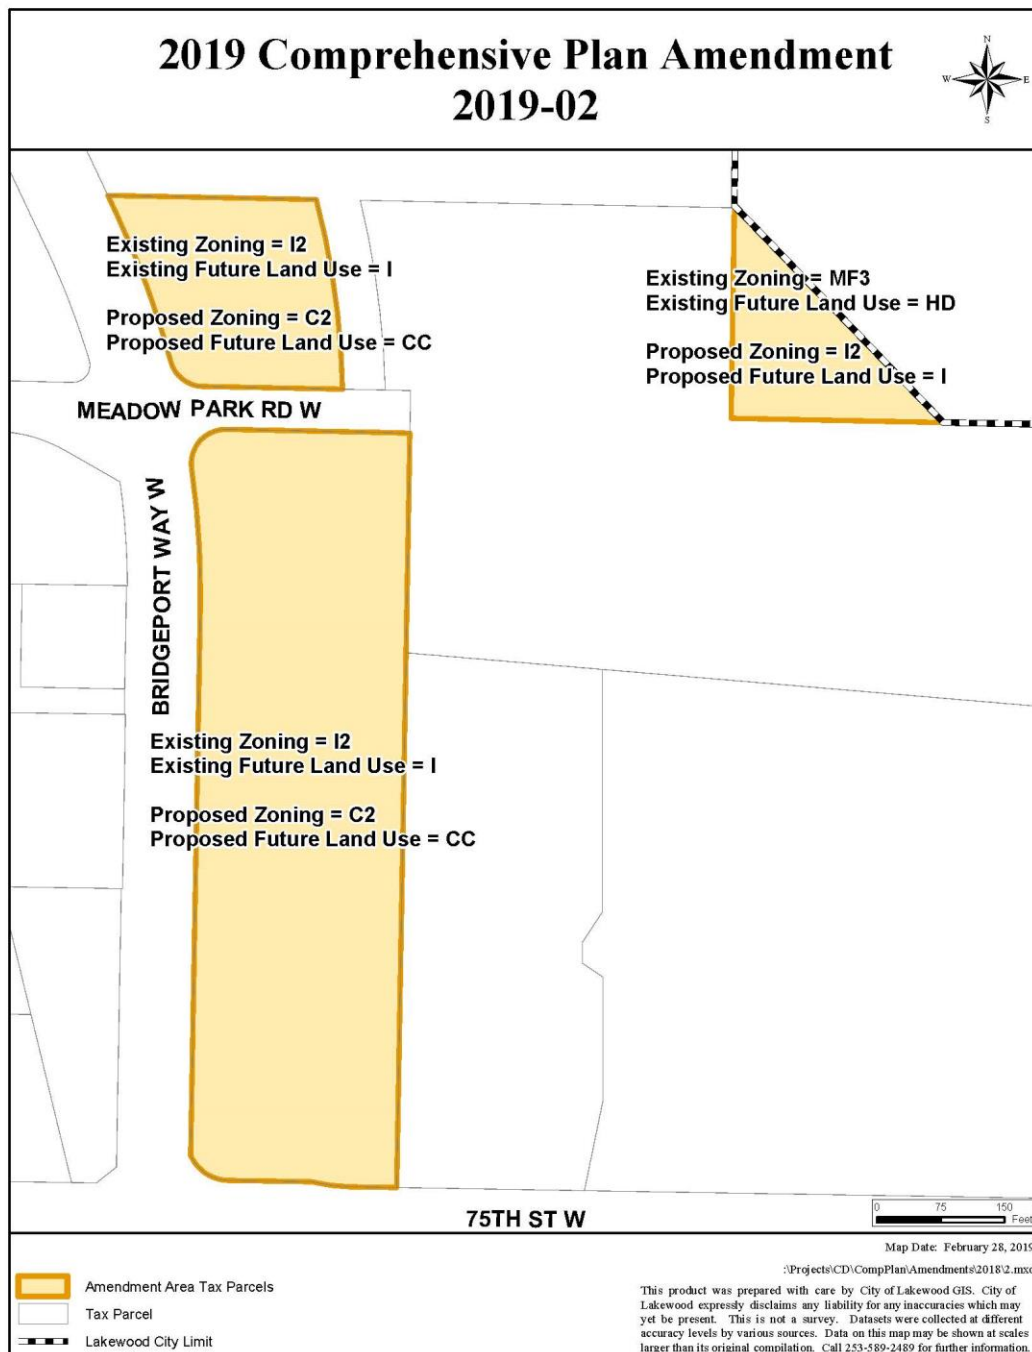 2019 Comprehensive Plan Amendment
2019-02
N
W
E
S
Existing Zoning = I2
Existing Future Land Use = I
Proposed Zoning = C2
Proposed Future Land Use = CC
Existing Zoning = MF3
Existing Future Land Use = HD
Proposed Zoning = I2
Proposed Future Land Use = I
MEADOW PARK RD W
BRIDGEPORT WAY W
Existing Zoning = I2
Existing Future Land Use = I
Proposed Zoning = C2
Proposed Future Land Use = CC
75TH ST W
0 75 150
Feet
Map Date: February 28, 2019
:\Projects\CD\CompPlan\Amendments\2018\2.mxd
Amendment Area Tax Parcels
Tax Parcel
Lakewood City Limit
This product was prepared with care by City of Lakewood GIS. City of
Lakewood expressly disclaims any liability for any inaccuracies which may
yet be present. This is not a survey. Datasets were collected at different
accuracy levels by various sources. Data on this map may be shown at scales
larger than its original compilation. Call 253-589-2489 for further information.